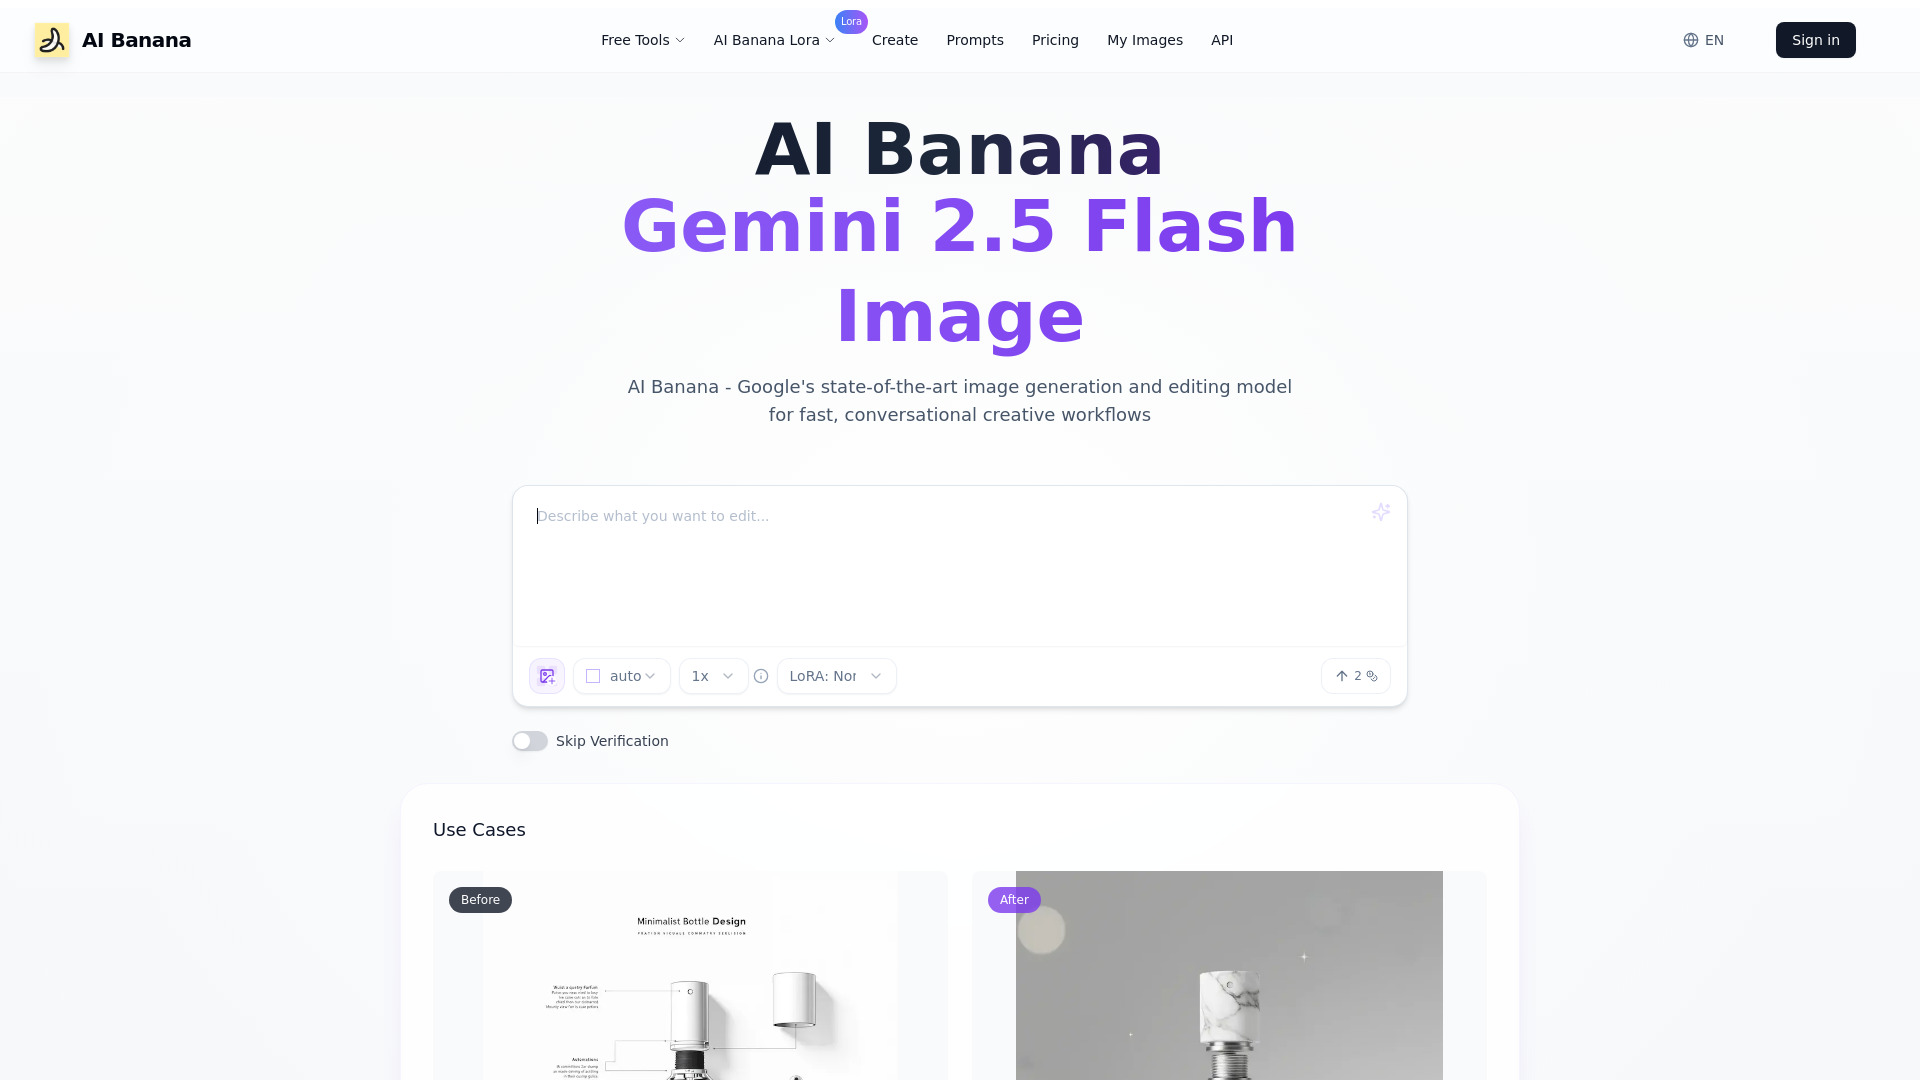 AI Banana
Free Tools
AI Banana Lora
Lora
Create
Prompts
Pricing
My Images
API
EN
Sign in
AI Banana
Gemini 2.5 Flash
Image
AI Banana - Google's state-of-the-art image generation and editing model
for fast, conversational creative workflows
Describe what you want to edit...
auto
1x
LoRA: Nor
2
Skip Verification
Use Cases
Before
Minimalist Bottle Design
After